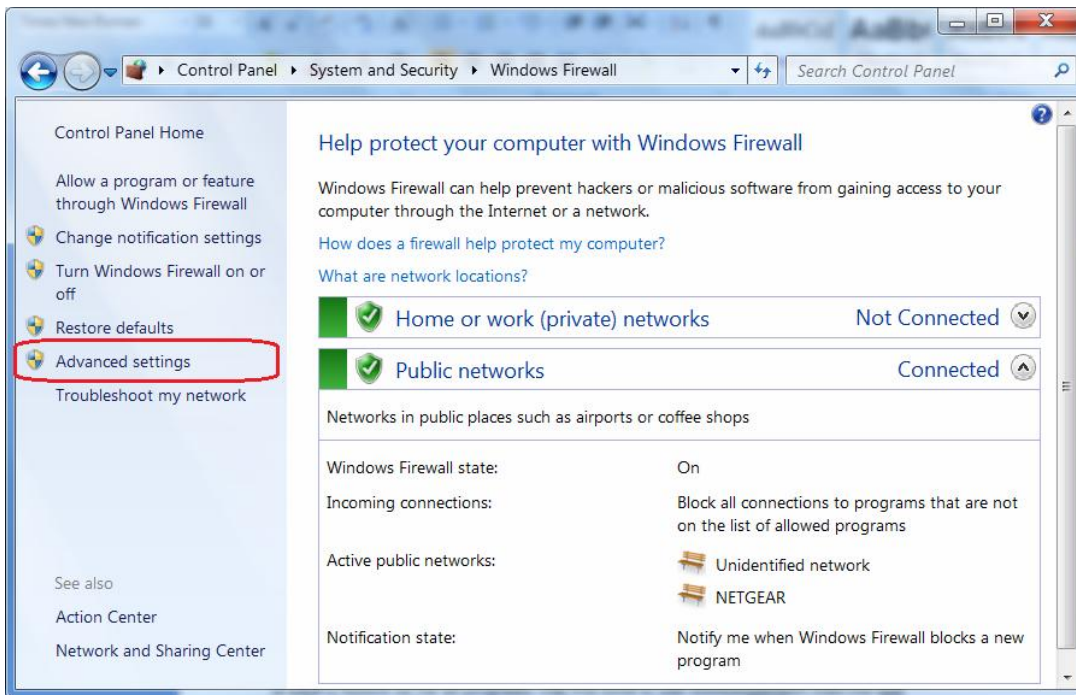 Control Panel System and Security Windows Firewall
Search Control Panel
Control Panel Home
Allow a program or feature
through Windows Firewall
Change notification settings
Turn Windows Firewall on or
off
Restore defaults
Advanced settings
Troubleshoot my network
See also
Action Center
Network and Sharing Center
Help protect your computer with Windows Firewall
Windows Firewall can help prevent hackers or malicious software from gaining access to your
computer through the Internet or a network.
How does a firewall help protect my computer?
What are network locations?
Home or work (private) networks Not Connected
Public networks Connected
Networks in public places such as airports or coffee shops
Windows Firewall state: On
Incoming connections: Block all connections to programs that are not
on the list of allowed programs
Active public networks: Unidentified network
NETGEAR
Notification state: Notify me when Windows Firewall blocks a new
program